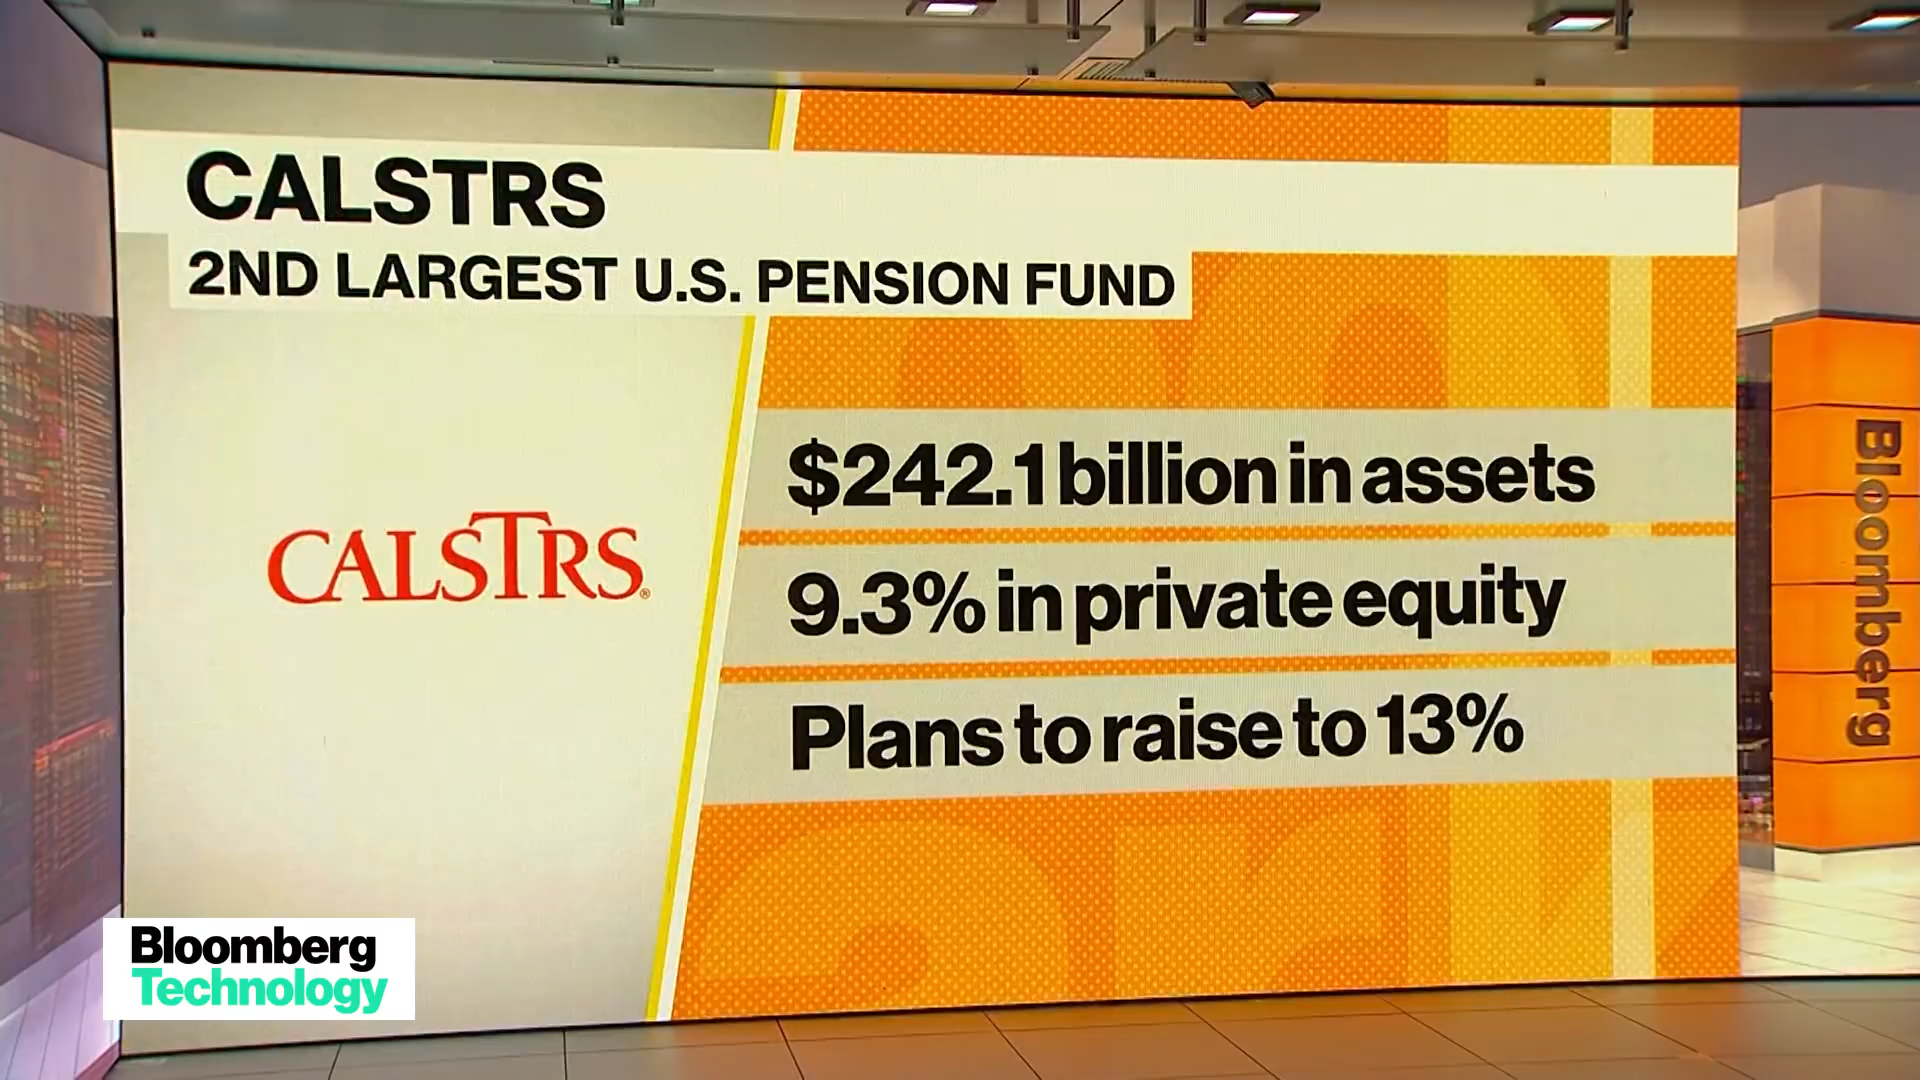 CALSTRS
2ND LARGEST U.S. PENSION FUND
CALSTRS®
$242.1 billion in assets
9.3% in private equity
Plans to raise to 13%
Bloomberg
Bloomberg
Technology